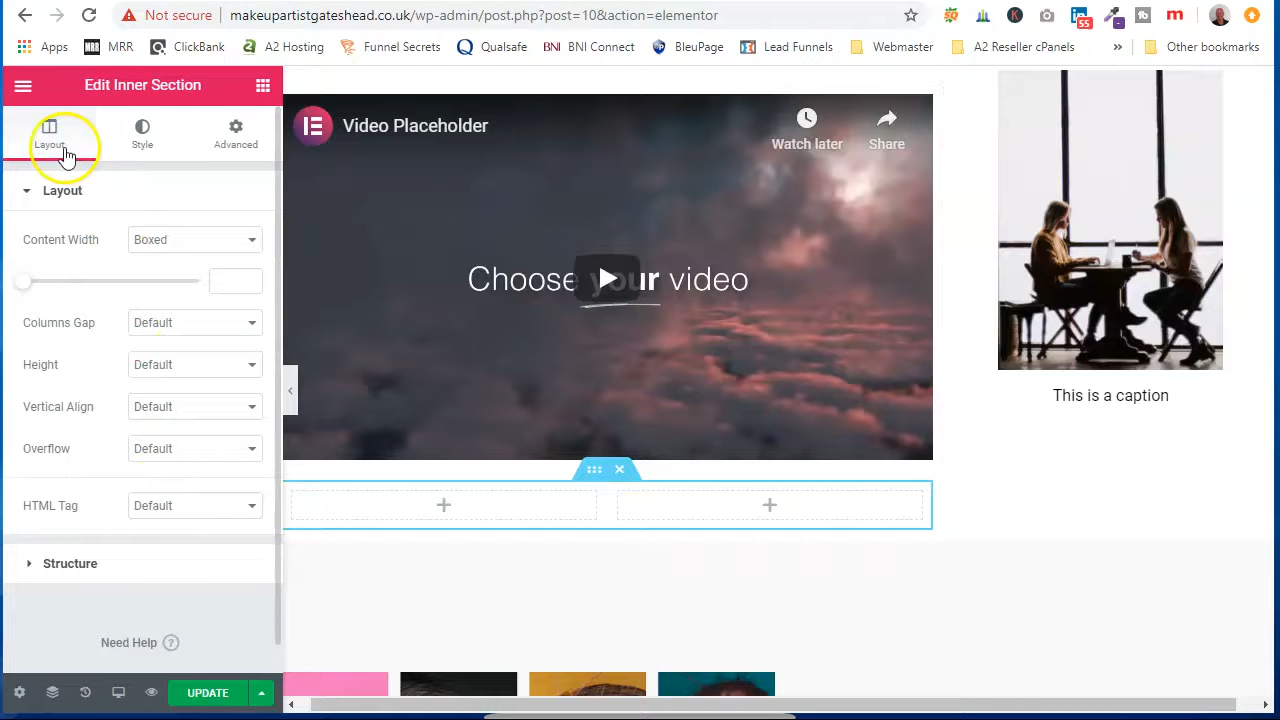 Not secure makeupartistgateshead.co.uk/wp-admin/post.php?post=10&action=elementor
55
Apps MRR MRR ClickBank A2 Hosting Funnel Secrets Qualsafe BNI BNI Connect BleuPage Lead Funnels Webmaster A2 Reseller cPanels » Other bookmarks
Edit Inner Section
Layout Style Advanced
Layout
Content Width Boxed
Columns Gap Default
Height Default
Vertical Align Default
Overflow Default
HTML Tag Default
Structure
Need Help ?
UPDATE
Video Placeholder
Watch later Share
Choose your video
This is a caption